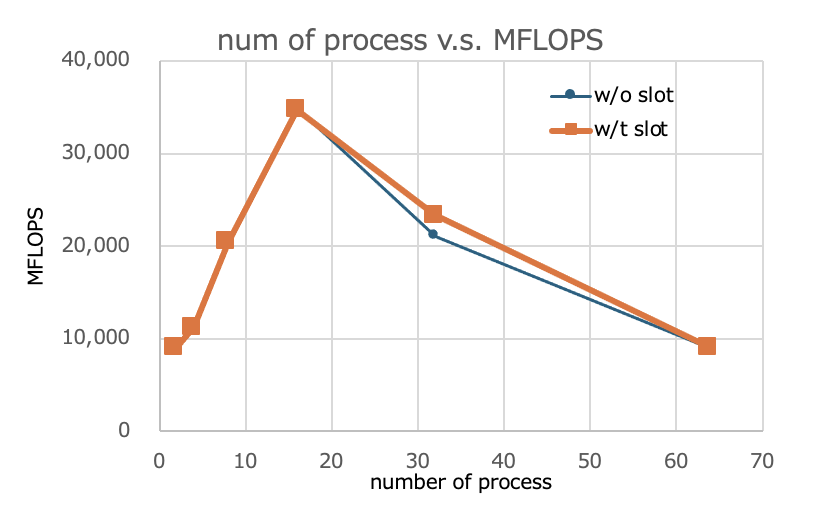 num of process v.s. MFLOPS
40,000
30,000
20,000
10,000
0
MFLOPS
w/o slot
w/t slot
0 10 20 30 40 50 60 70
number of process